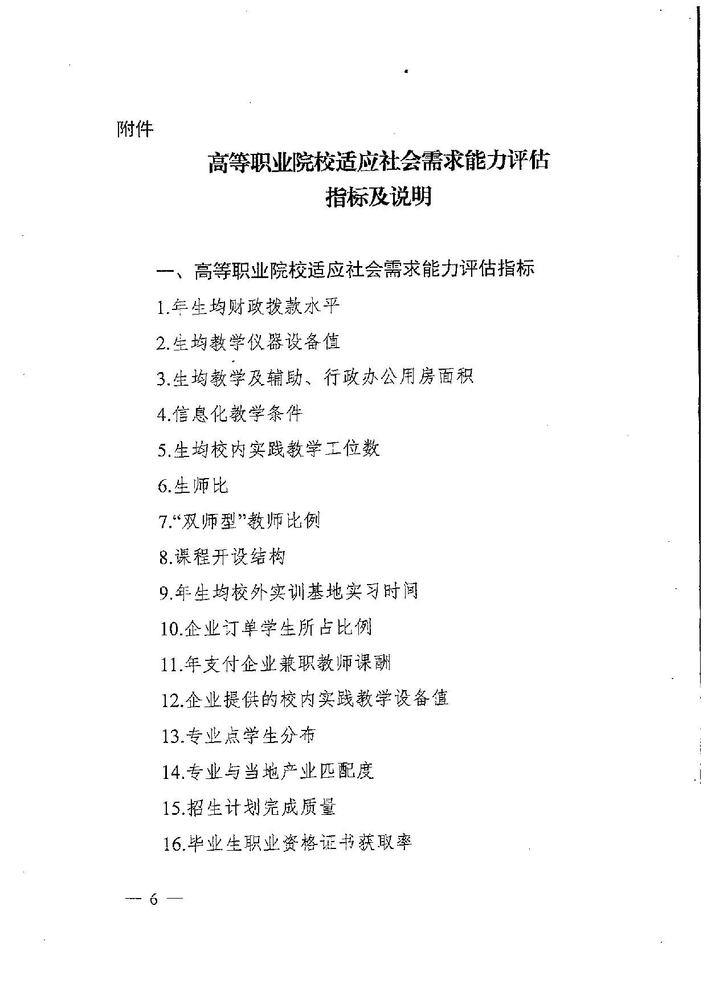 附件
高等职业院校适应社会需求能力评估
指标及说明
一、高等职业院校适应社会需求能力评估指标
1.年生均财政拨款水平
2.生均教学仪器设备值
3.生均教学及辅助、行政办公用房面积
4.信息化教学条件
5.生均校内实践教学工位数
6.生师比
7.“双师型”教师比例
8.课程开设结构
9.年生均校外实训基地实习时间
10.企业订单学生所占比例
11.年支付企业兼职教师课酬
12.企业提供的校内实践教学设备值
13.专业点学生分布
14.专业与当地产业匹配度
15.招生计划完成质量
16.毕业生职业资格证书获取率
— 6 —